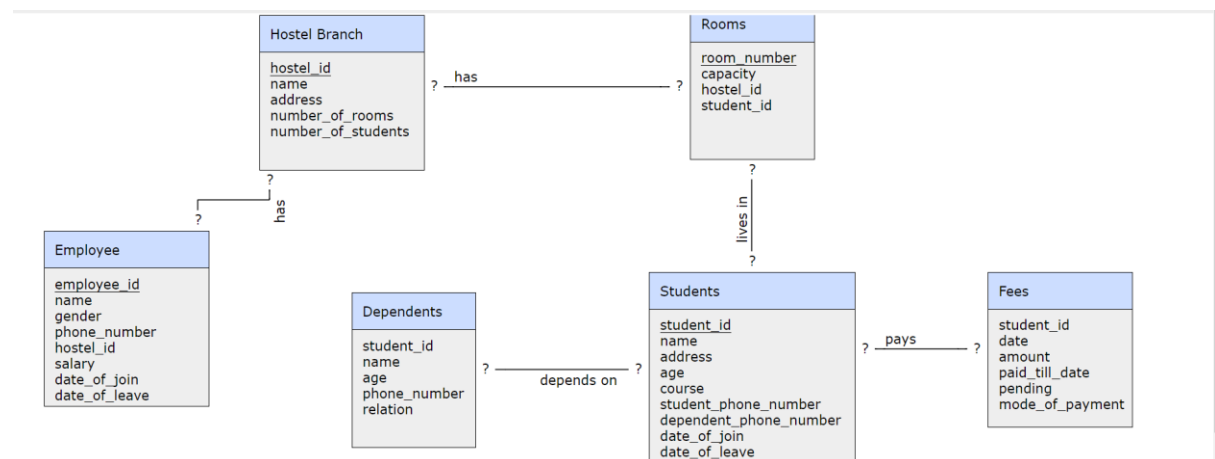 Hostel Branch
hostel_id
name
address
number_of_rooms
number_of_students
? has ?
Rooms
room_number
capacity
hostel_id
student_id
?
has
?
?
lives in
?
Employee
employee_id
name
gender
phone_number
hostel_id
salary
date_of_join
date_of_leave
Dependents
student_id
name
age
phone_number
relation
? depends on ?
Students
student_id
name
address
age
course
student_phone_number
dependent_phone_number
date_of_join
date_of_leave
? pays ?
Fees
student_id
date
amount
paid_till_date
pending
mode_of_payment